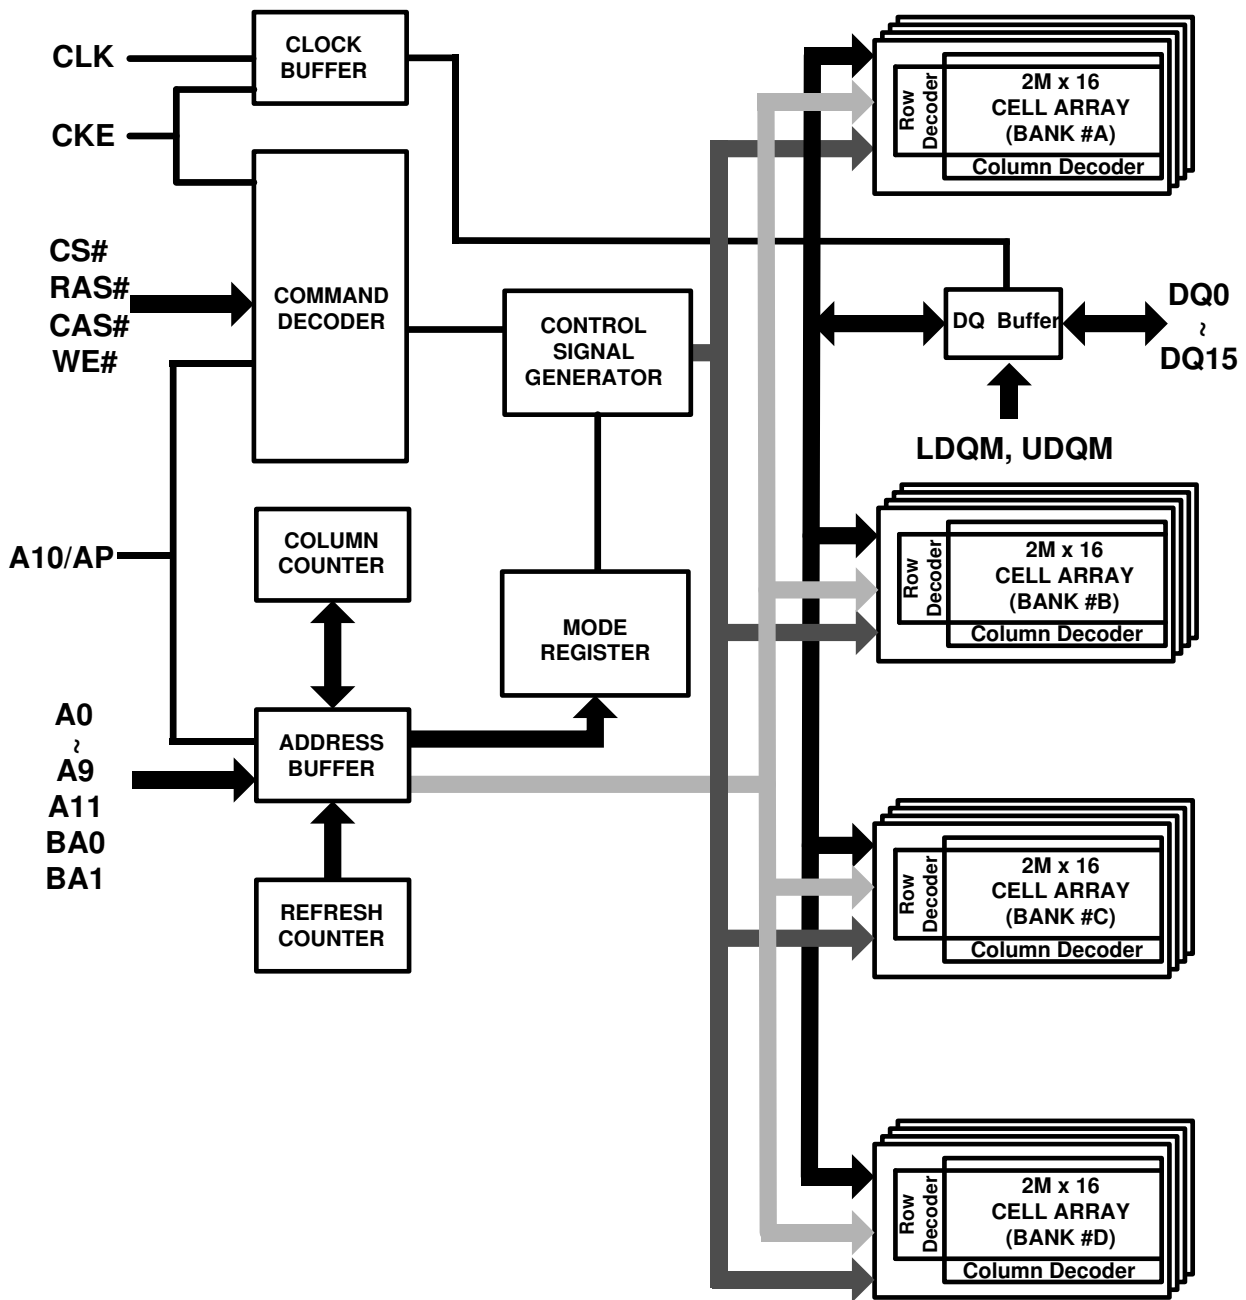 CLK
CKE
CLOCK
BUFFER
CS#
RAS#
CAS#
WE#
COMMAND
DECODER
A10/AP
COLUMN
COUNTER
CONTROL
SIGNAL
GENERATOR
MODE
REGISTER
A0
~
A9
A11
BA0
BA1
ADDRESS
BUFFER
REFRESH
COUNTER
Row
Decoder
2M x 16
CELL ARRAY
(BANK #A)
Column Decoder
DQ Buffer
DQ0
~
DQ15
LDQM, UDQM
Row
Decoder
2M x 16
CELL ARRAY
(BANK #B)
Column Decoder
Row
Decoder
2M x 16
CELL ARRAY
(BANK #C)
Column Decoder
Row
Decoder
2M x 16
CELL ARRAY
(BANK #D)
Column Decoder